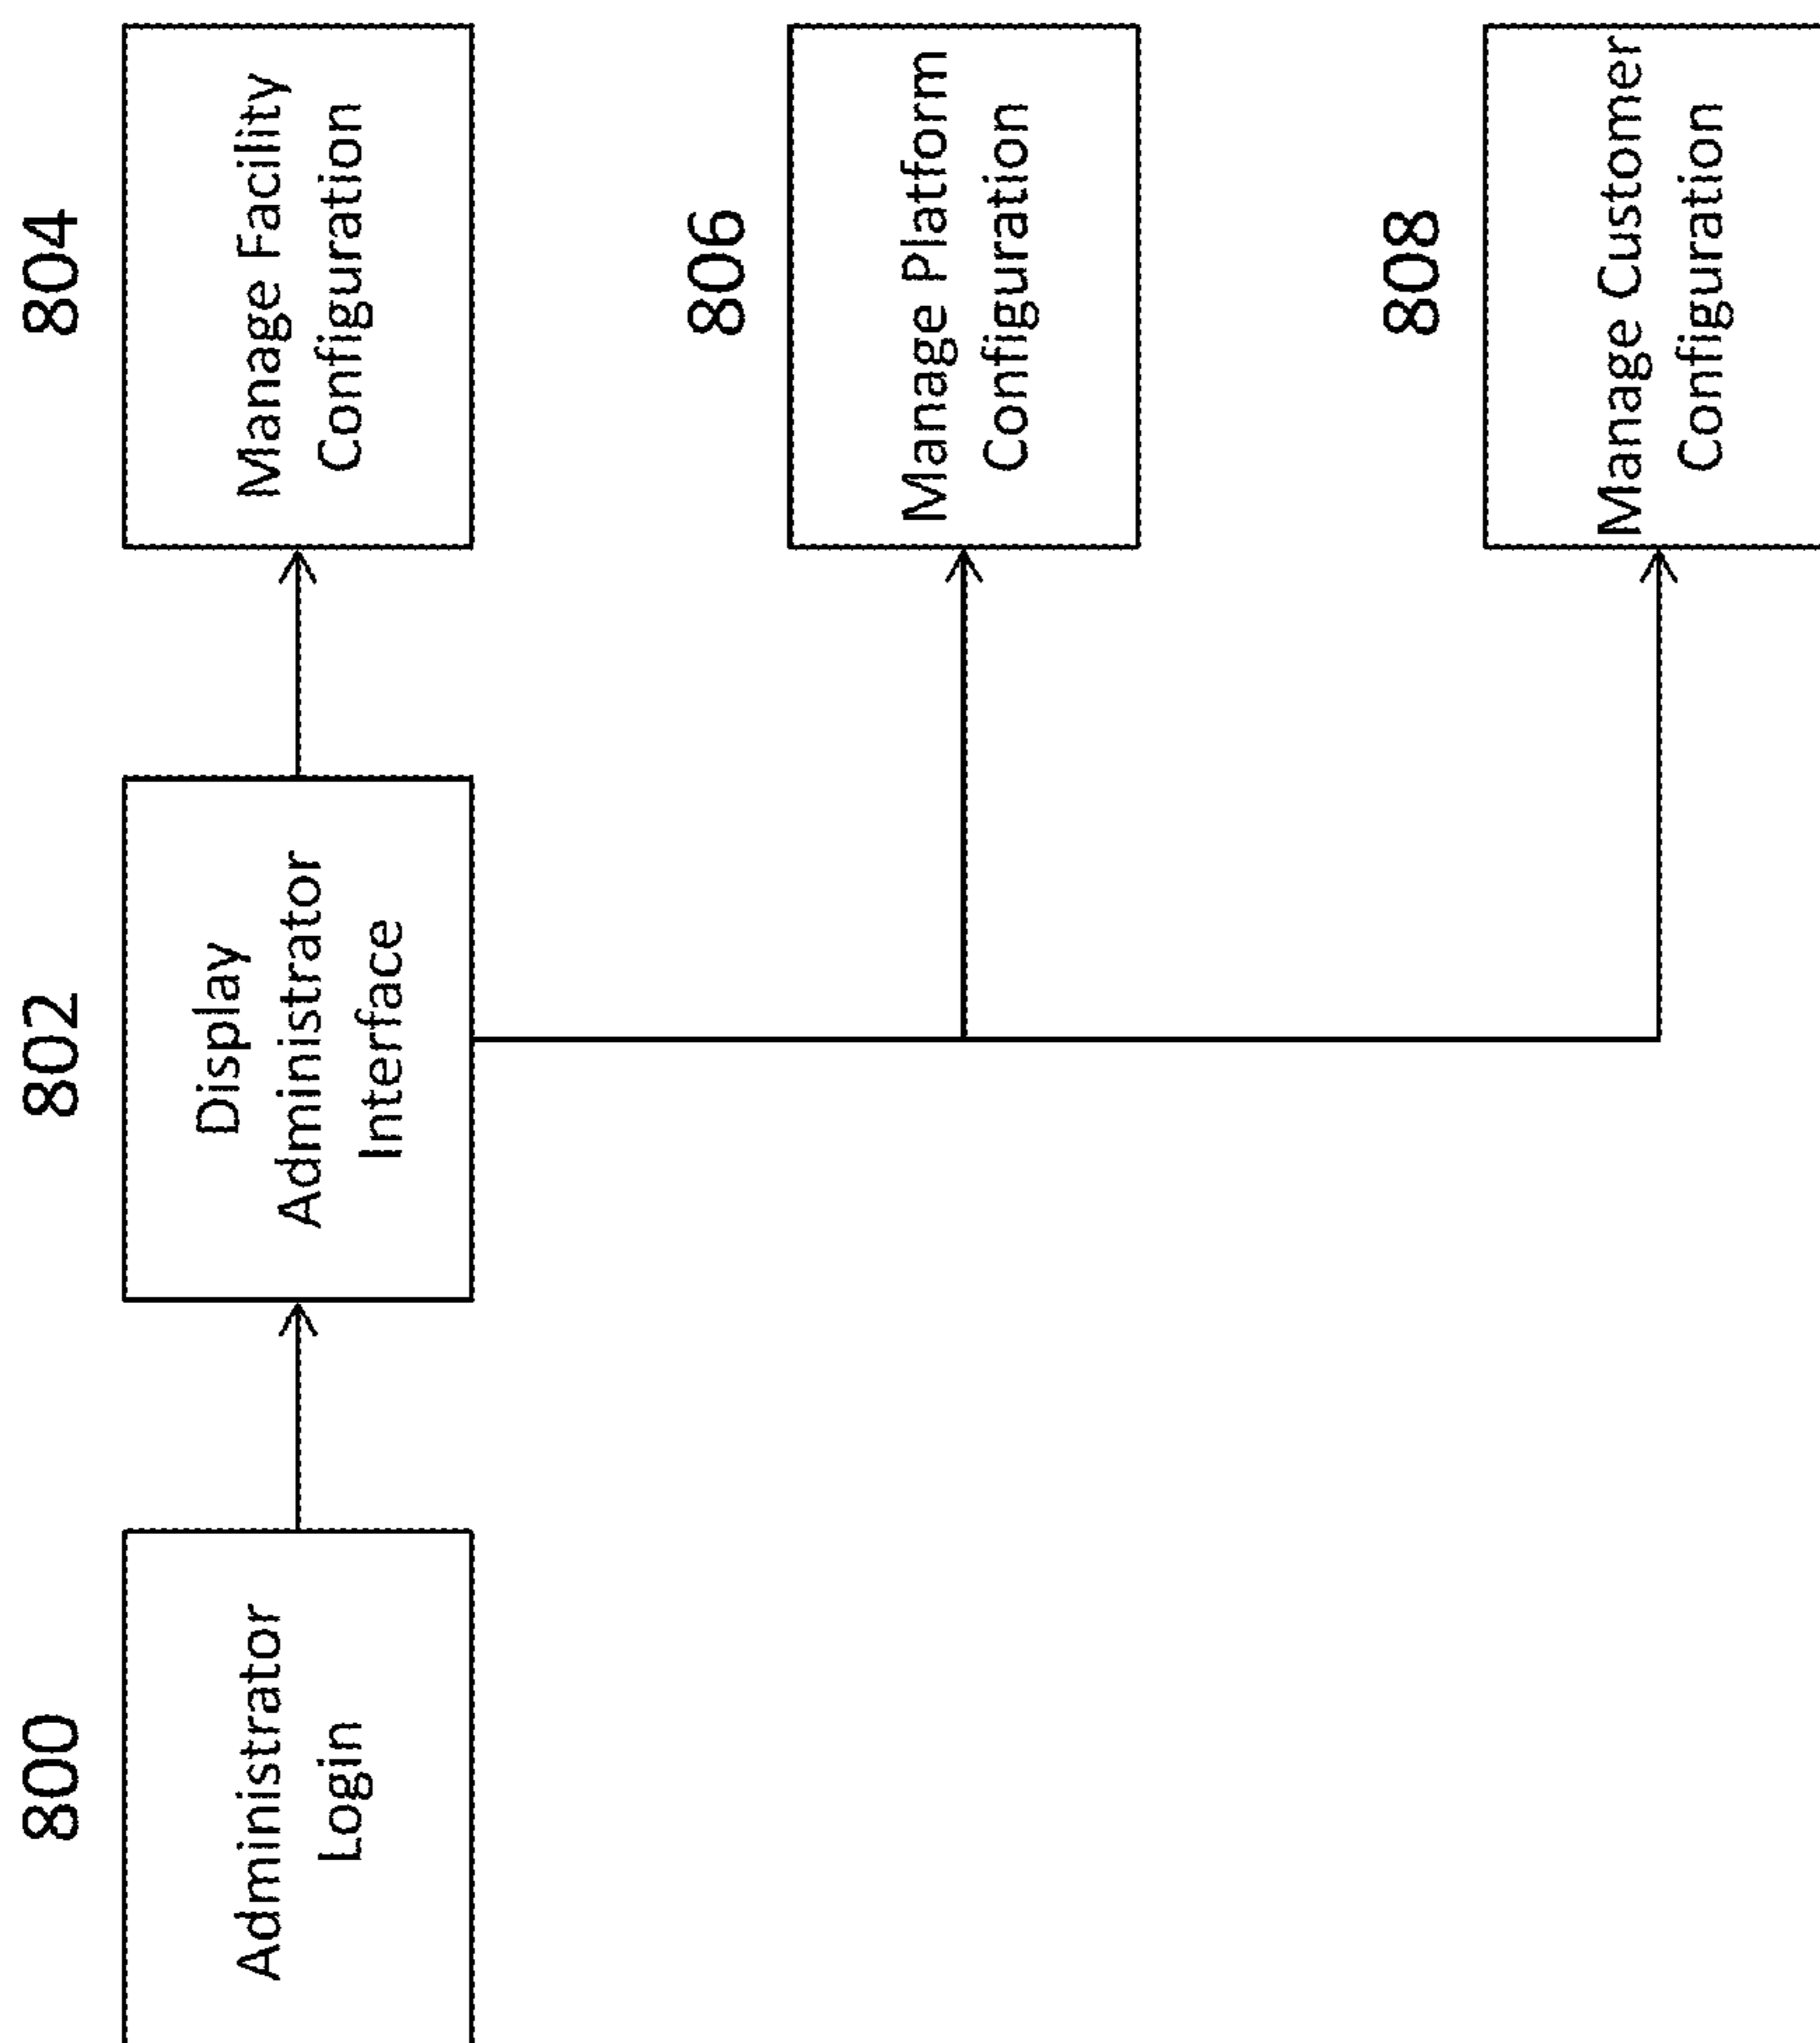 800
Administrator
Login
802
Display
Administrator
Interface
804
Manage Facility
Configuration
806
Manage Platform
Configuration
808
Manage Customer
Configuration